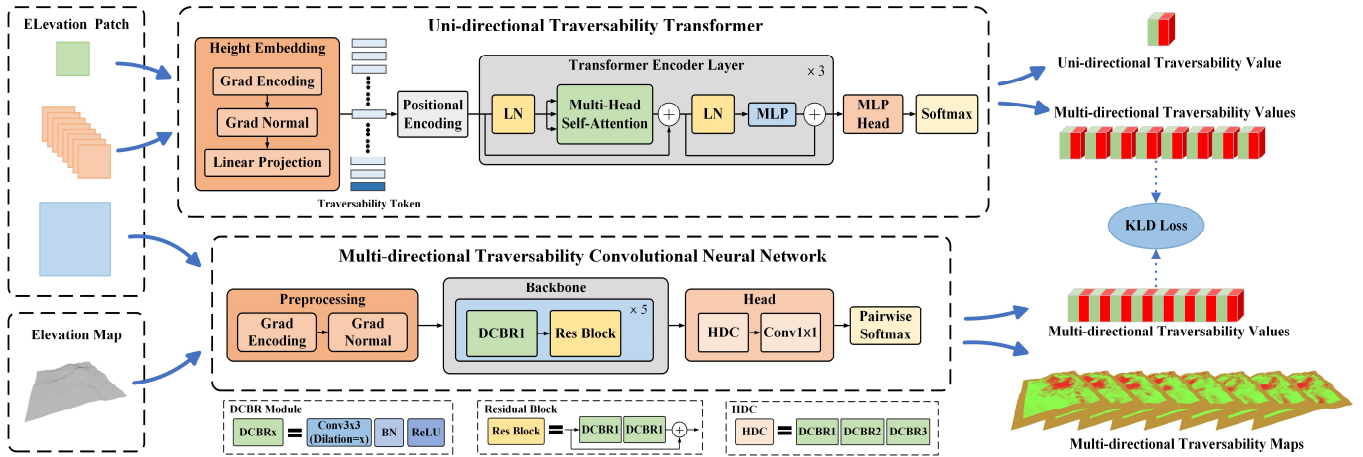 ELevation Patch
Uni-directional Traversability Transformer
Height Embedding
Grad Encoding
Grad Normal
Linear Projection
Traversability Token
Positional
Encoding
Transformer Encoder Layer
× 3
LN
Multi-Head
Self-Attention
LN
MLP
MLP
Head
Softmax
Uni-directional Traversability Value
Multi-directional Traversability Values
KLD Loss
Multi-directional Traversability Values
Multi-directional Traversability Maps
Elevation Map
Multi-directional Traversability Convolutional Neural Network
Preprocessing
Grad
Encoding
Grad
Normal
Backbone
× 5
DCBR1
Res Block
Head
HDC
Conv1×1
Pairwise
Softmax
DCBR Module
DCBRx
=
Conv3x3
(Dilation=x)
BN
ReLU
Residual Block
Res Block
=
DCBR1
DCBR1
HDC
HDC
=
DCBR1
DCBR2
DCBR3